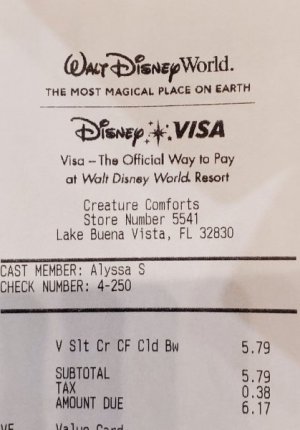 Walt Disney World.
THE MOST MAGICAL PLACE ON EARTH
Disney VISA
Visa – The Official Way to Pay
at Walt Disney World Resort
Creature Comforts
Store Number 5541
Lake Buena Vista, FL 32830
CAST MEMBER: Alyssa S
CHECK NUMBER: 4-250
V Slt Cr CF Cld Bw 5.79
SUBTOTAL 5.79
TAX 0.38
AMOUNT DUE 6.17